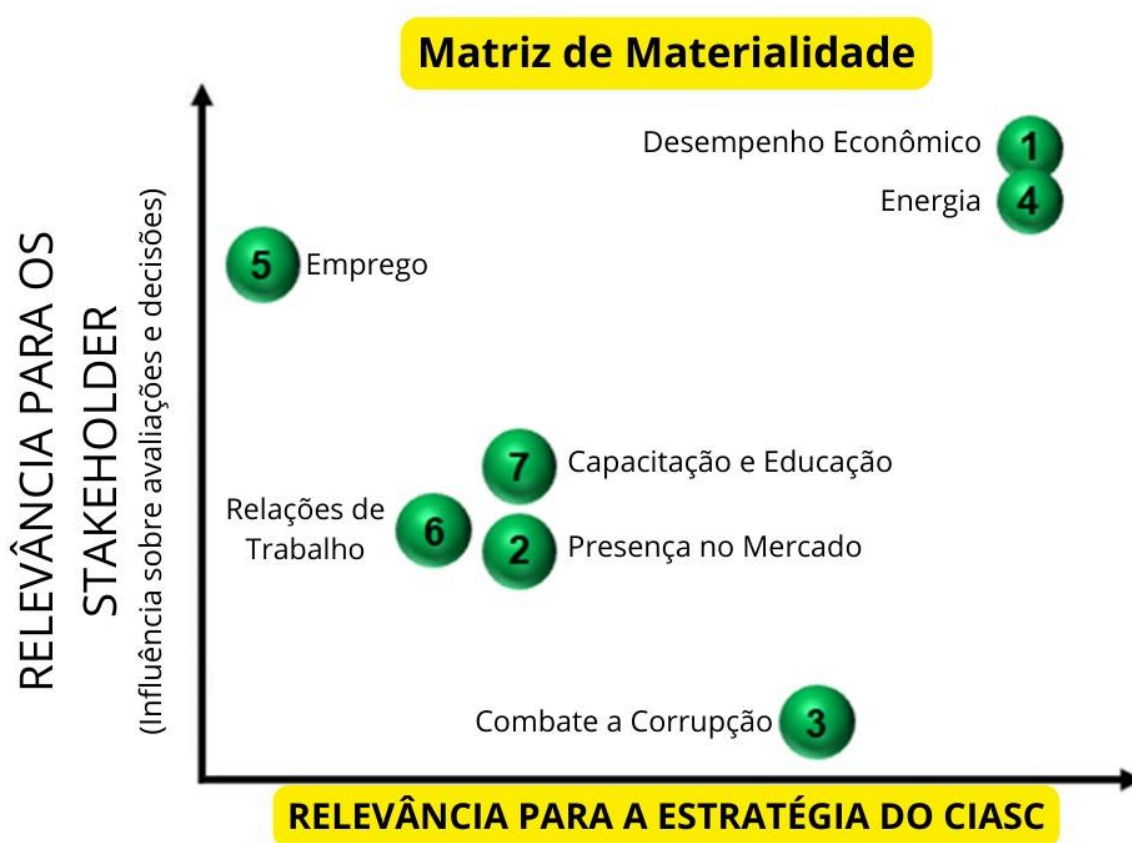 Matriz de Materialidade
RELEVÂNCIA PARA OS
STAKEHOLDER
(Influência sobre avaliações e decisões)
Desempenho Econômico
1
Energia
4
5
Emprego
7
Capacitação e Educação
Relações de
Trabalho
6
2
Presença no Mercado
Combate a Corrupção
3
RELEVÂNCIA PARA A ESTRATÉGIA DO CIASC